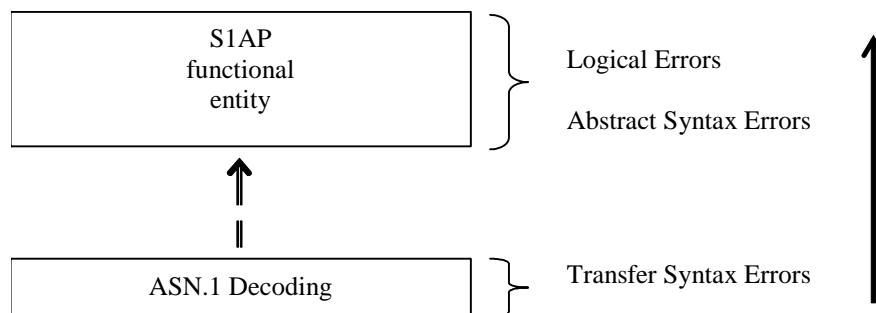 S1AP
functional
entity
Logical Errors
Abstract Syntax Errors
ASN.1 Decoding
Transfer Syntax Errors